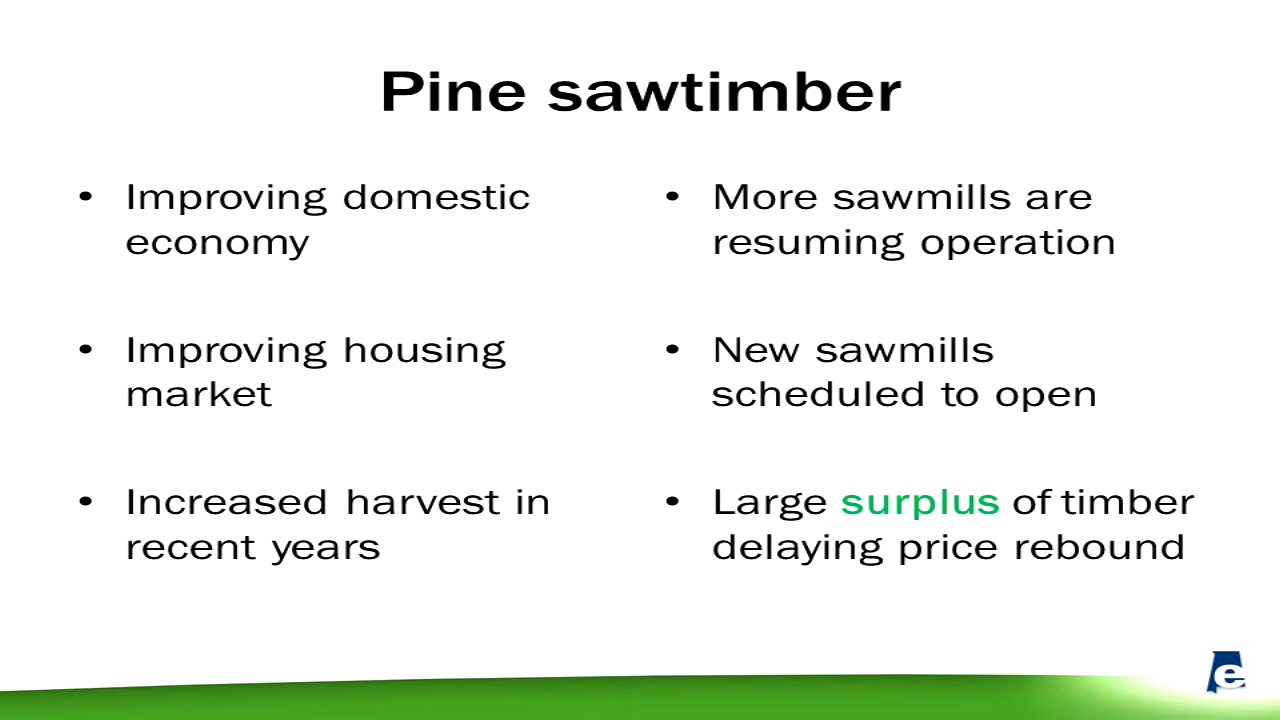 Pine sawtimber
• Improving domestic
economy
• Improving housing
market
• Increased harvest in
recent years
• More sawmills are
resuming operation
• New sawmills
scheduled to open
• Large surplus of timber
delaying price rebound
e